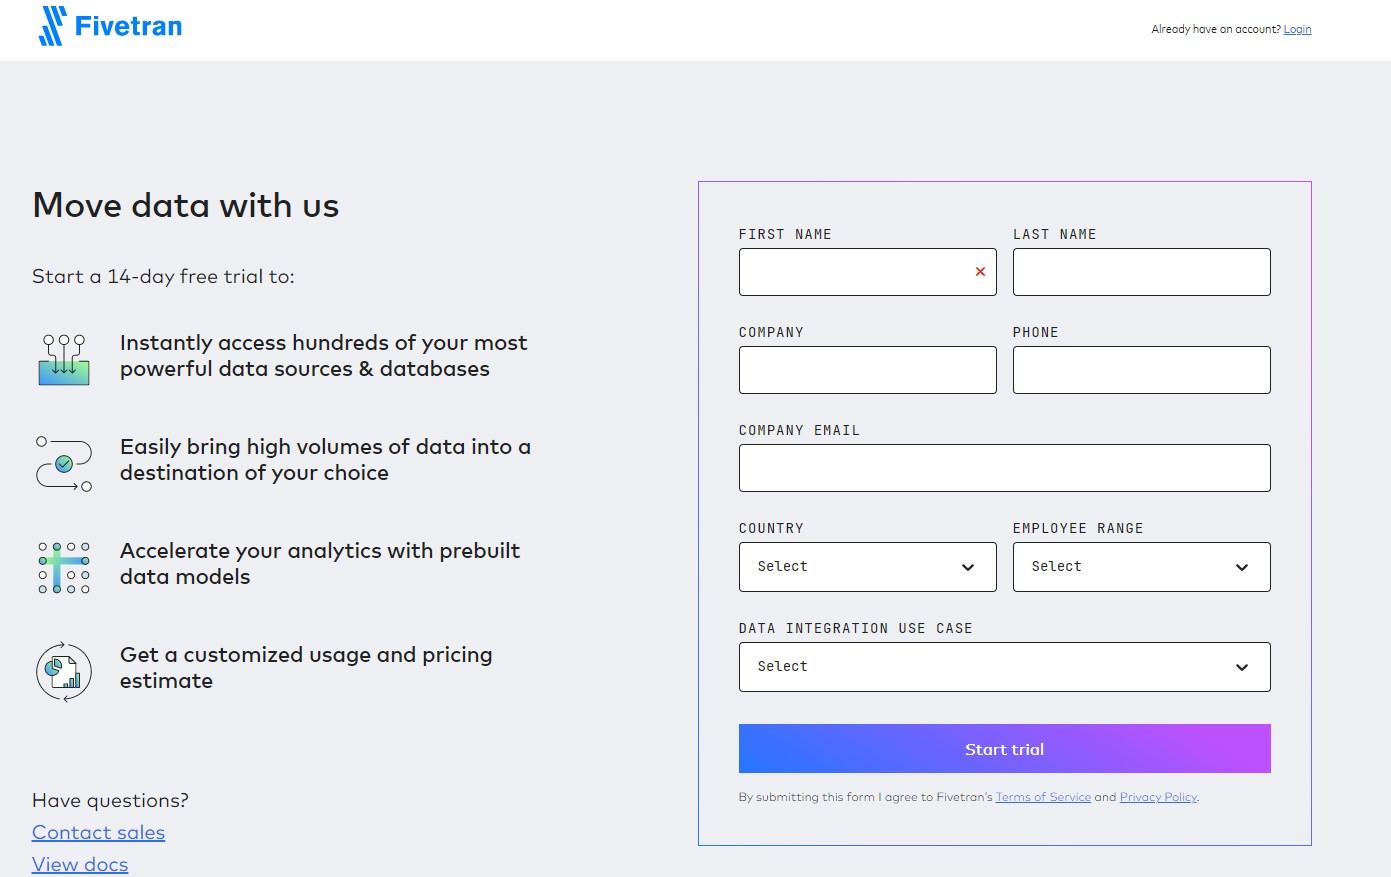 Fivetran
Already have an account? Login
Move data with us
Start a 14-day free trial to:
Instantly access hundreds of your most
powerful data sources & databases
Easily bring high volumes of data into a
destination of your choice
Accelerate your analytics with prebuilt
data models
Get a customized usage and pricing
estimate
Have questions?
Contact sales
View docs
FIRST NAME
LAST NAME
COMPANY
PHONE
COMPANY EMAIL
COUNTRY
EMPLOYEE RANGE
Select
Select
DATA INTEGRATION USE CASE
Select
Start trial
By submitting this form I agree to Fivetran's Terms of Service and Privacy Policy.